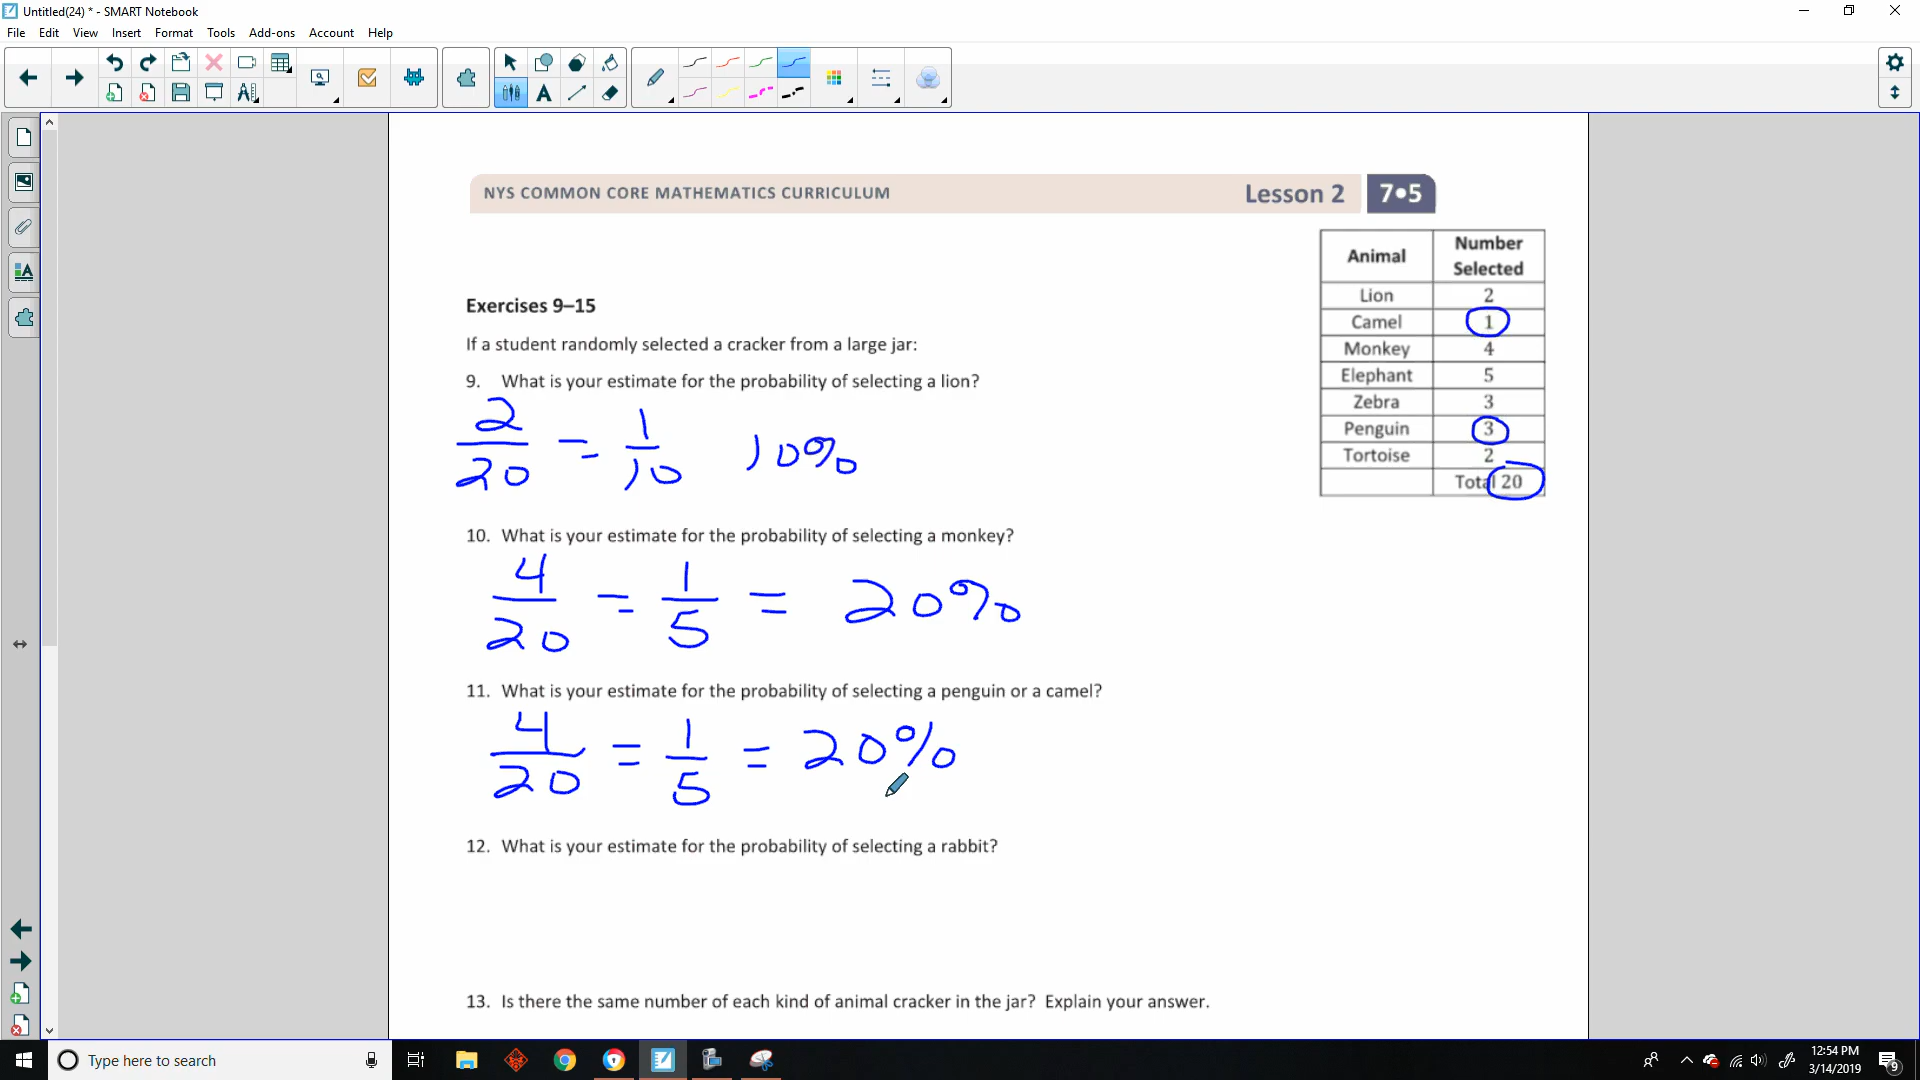 Untitled(24) * - SMART Notebook
File Edit View Insert Format Tools Add-ons Account Help
NYS COMMON CORE MATHEMATICS CURRICULUM Lesson 2 7•5
Animal Number Selected
Lion 2
Camel 1
Monkey 4
Elephant 5
Zebra 3
Penguin 3
Tortoise 2
Total 20
Exercises 9–15
If a student randomly selected a cracker from a large jar:
9. What is your estimate for the probability of selecting a lion?
2/20 = 1/10 10%
10. What is your estimate for the probability of selecting a monkey?
4/20 = 1/5 = 20%
11. What is your estimate for the probability of selecting a penguin or a camel?
4/20 = 1/5 = 20%
12. What is your estimate for the probability of selecting a rabbit?
13. Is there the same number of each kind of animal cracker in the jar? Explain your answer.
Type here to search
12:54 PM
3/14/2019
9